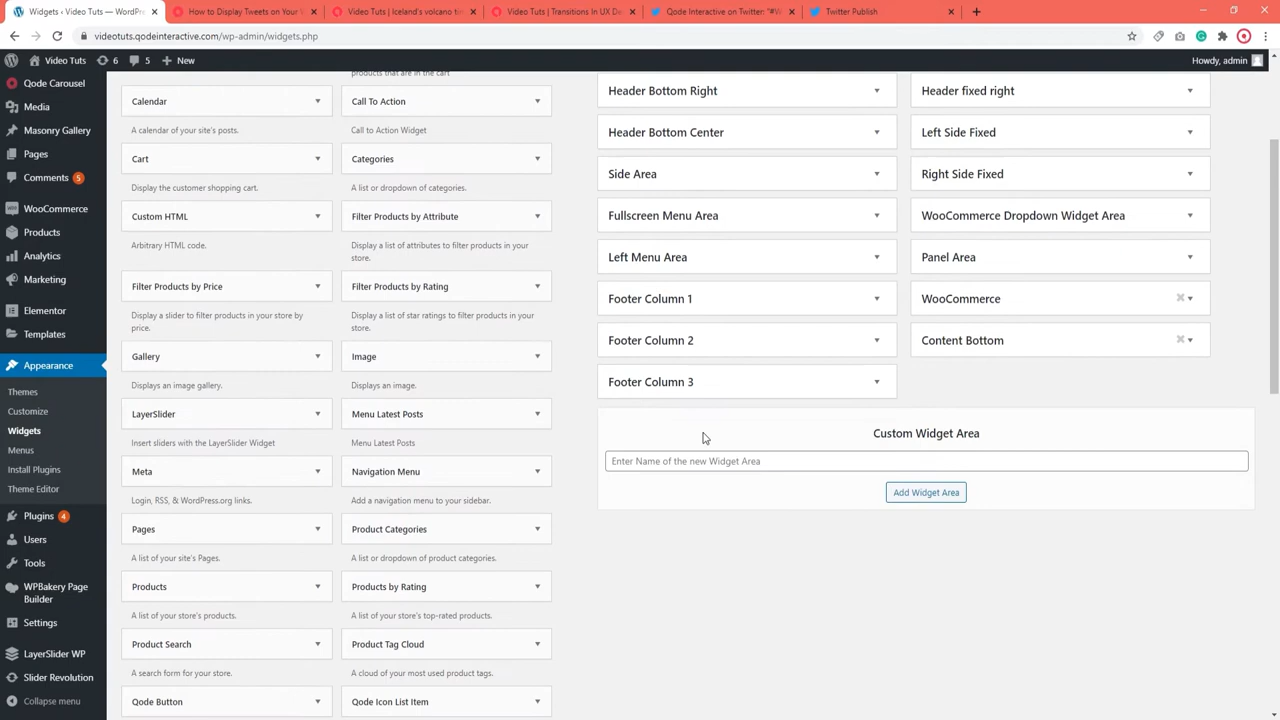 Widgets ‹ Video Tuts — WordPre
How to Display Tweets on Your V
Video Tuts | Iceland's volcano to
Video Tuts | Transitions In UX De
Qode Interactive on Twitter: "#W
Twitter Publish
videotuts.qodeinteractive.com/wp-admin/widgets.php
Video Tuts
6
5
New
Howdy, admin
Qode Carousel
Media
Masonry Gallery
Pages
Comments 5
WooCommerce
Products
Analytics
Marketing
Elementor
Templates
Appearance
Themes
Customize
Widgets
Menus
Install Plugins
Theme Editor
Plugins 4
Users
Tools
WPBakery Page
Builder
Settings
LayerSlider WP
Slider Revolution
Collapse menu
products that are in the cart
Calendar
A calendar of your site's posts.
Call To Action
Call to Action Widget
Cart
Display the customer shopping cart.
Categories
A list or dropdown of categories.
Custom HTML
Arbitrary HTML code.
Filter Products by Attribute
Display a list of attributes to filter products in your
store.
Filter Products by Price
Display a slider to filter products in your store by
price.
Filter Products by Rating
Display a list of star ratings to filter products in your
store.
Gallery
Displays an image gallery.
Image
Displays an image.
LayerSlider
Insert sliders with the LayerSlider Widget
Menu Latest Posts
Menu Latest Posts
Meta
Login, RSS, & WordPress.org links.
Navigation Menu
Add a navigation menu to your sidebar.
Pages
A list of your site's Pages.
Product Categories
A list or dropdown of product categories.
Products
A list of your store's products.
Products by Rating
A list of your store's top-rated products.
Product Search
A search form for your store.
Product Tag Cloud
A cloud of your most used product tags.
Qode Button
Qode Icon List Item
Header Bottom Right
Header Bottom Center
Side Area
Fullscreen Menu Area
Left Menu Area
Footer Column 1
Footer Column 2
Footer Column 3
Header fixed right
Left Side Fixed
Right Side Fixed
WooCommerce Dropdown Widget Area
Panel Area
WooCommerce
Content Bottom
Custom Widget Area
Enter Name of the new Widget Area
Add Widget Area